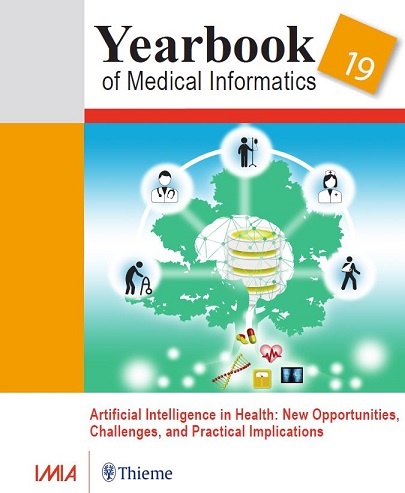 Yearbook
of Medical Informatics
19
Artificial Intelligence in Health: New Opportunities,
Challenges, and Practical Implications
IMIA
Thieme